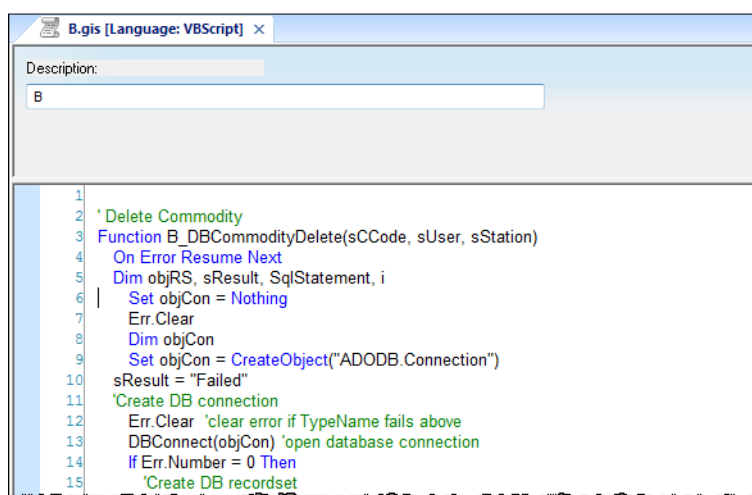 B.gis [Language: VBScript] ×
Description:
B
1
2 ' Delete Commodity
3 Function B_DBCommodityDelete(sCCode, sUser, sStation)
4 On Error Resume Next
5 Dim objRS, sResult, SqlStatement, i
6 Set objCon = Nothing
7 Err.Clear
8 Dim objCon
9 Set objCon = CreateObject("ADODB.Connection")
10 sResult = "Failed"
11 'Create DB connection
12 Err.Clear 'clear error if TypeName fails above
13 DBConnect(objCon) 'open database connection
14 If Err.Number = 0 Then
15 'Create DB recordset